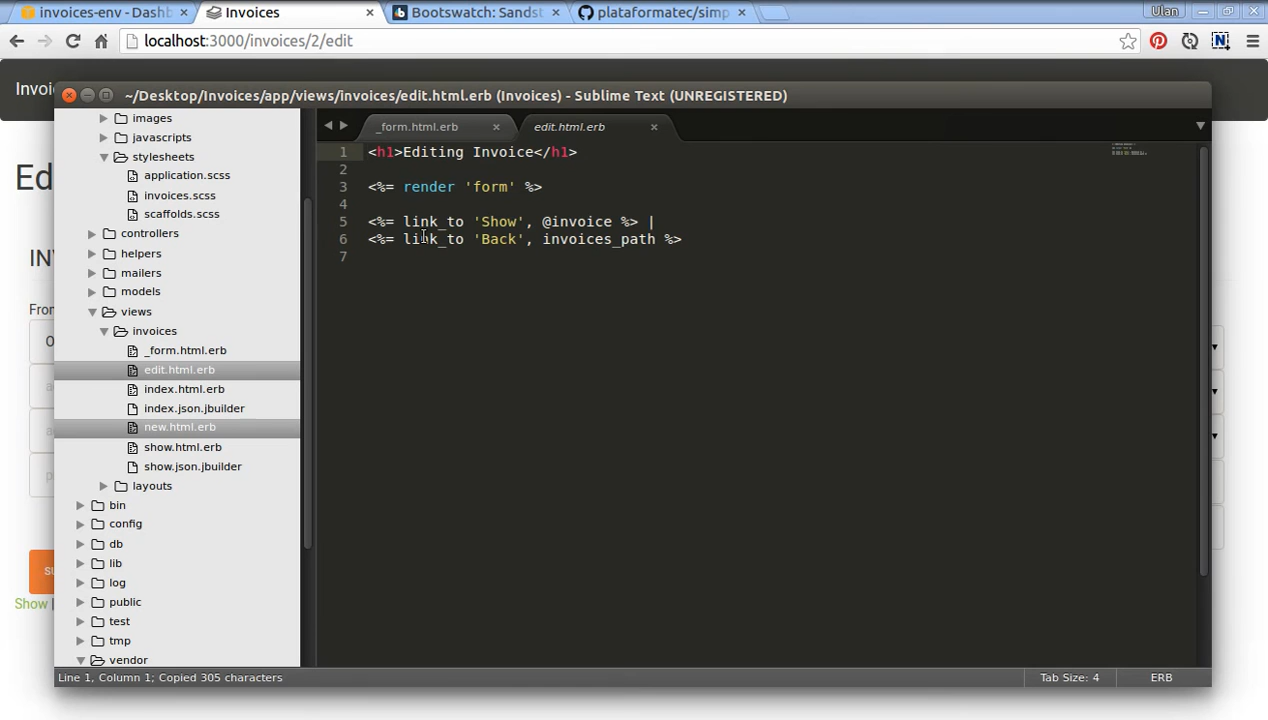 invoices-env - Dashb × Invoices × Bootswatch: Sandst × plataformatec/simp × Ulan
localhost:3000/invoices/2/edit
Invoic
~/Desktop/Invoices/app/views/invoices/edit.html.erb (Invoices) - Sublime Text (UNREGISTERED)
images
javascripts
stylesheets
application.scss
invoices.scss
scaffolds.scss
controllers
helpers
mailers
models
views
invoices
_form.html.erb
edit.html.erb
index.html.erb
index.json.jbuilder
new.html.erb
show.html.erb
show.json.jbuilder
layouts
bin
config
db
lib
log
public
test
tmp
vendor
_form.html.erb × edit.html.erb ×
1 <h1>Editing Invoice</h1>
2
3 <%= render 'form' %>
4
5 <%= link_to 'Show', @invoice %> |
6 <%= link_to 'Back', invoices_path %>
7
Ed
INV
From
O
Show |
Line 1, Column 1; Copied 305 characters
Tab Size: 4
ERB